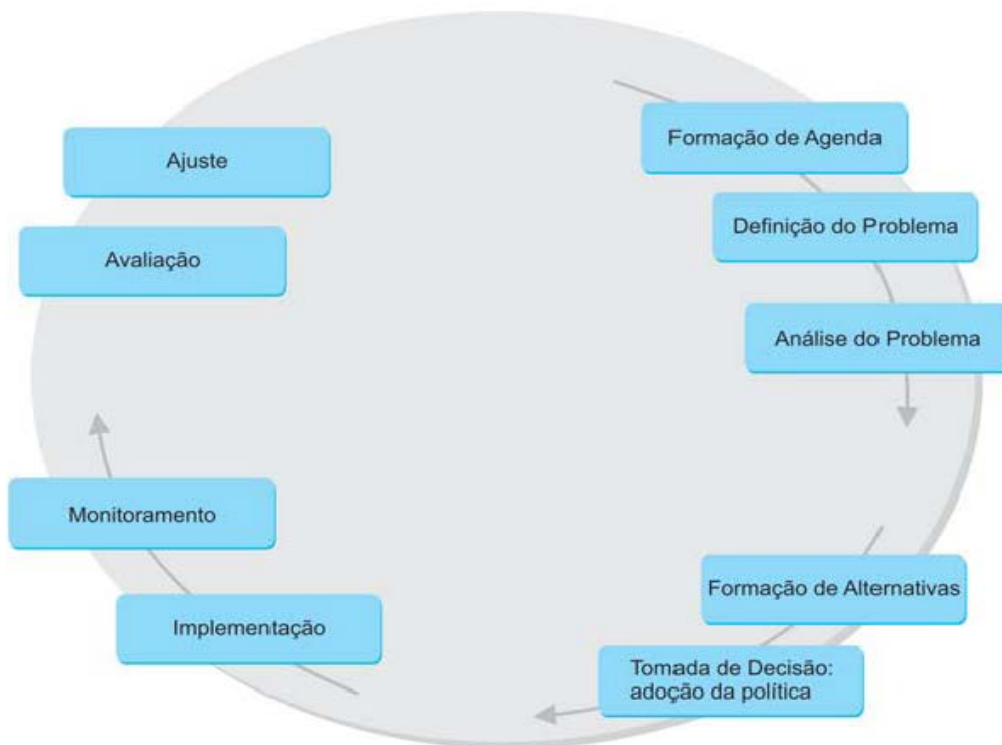 Formação de Agenda
Definição do Problema
Análise do Problema
Formação de Alternativas
Tomada de Decisão:
adoção da política
Implementação
Monitoramento
Avaliação
Ajuste